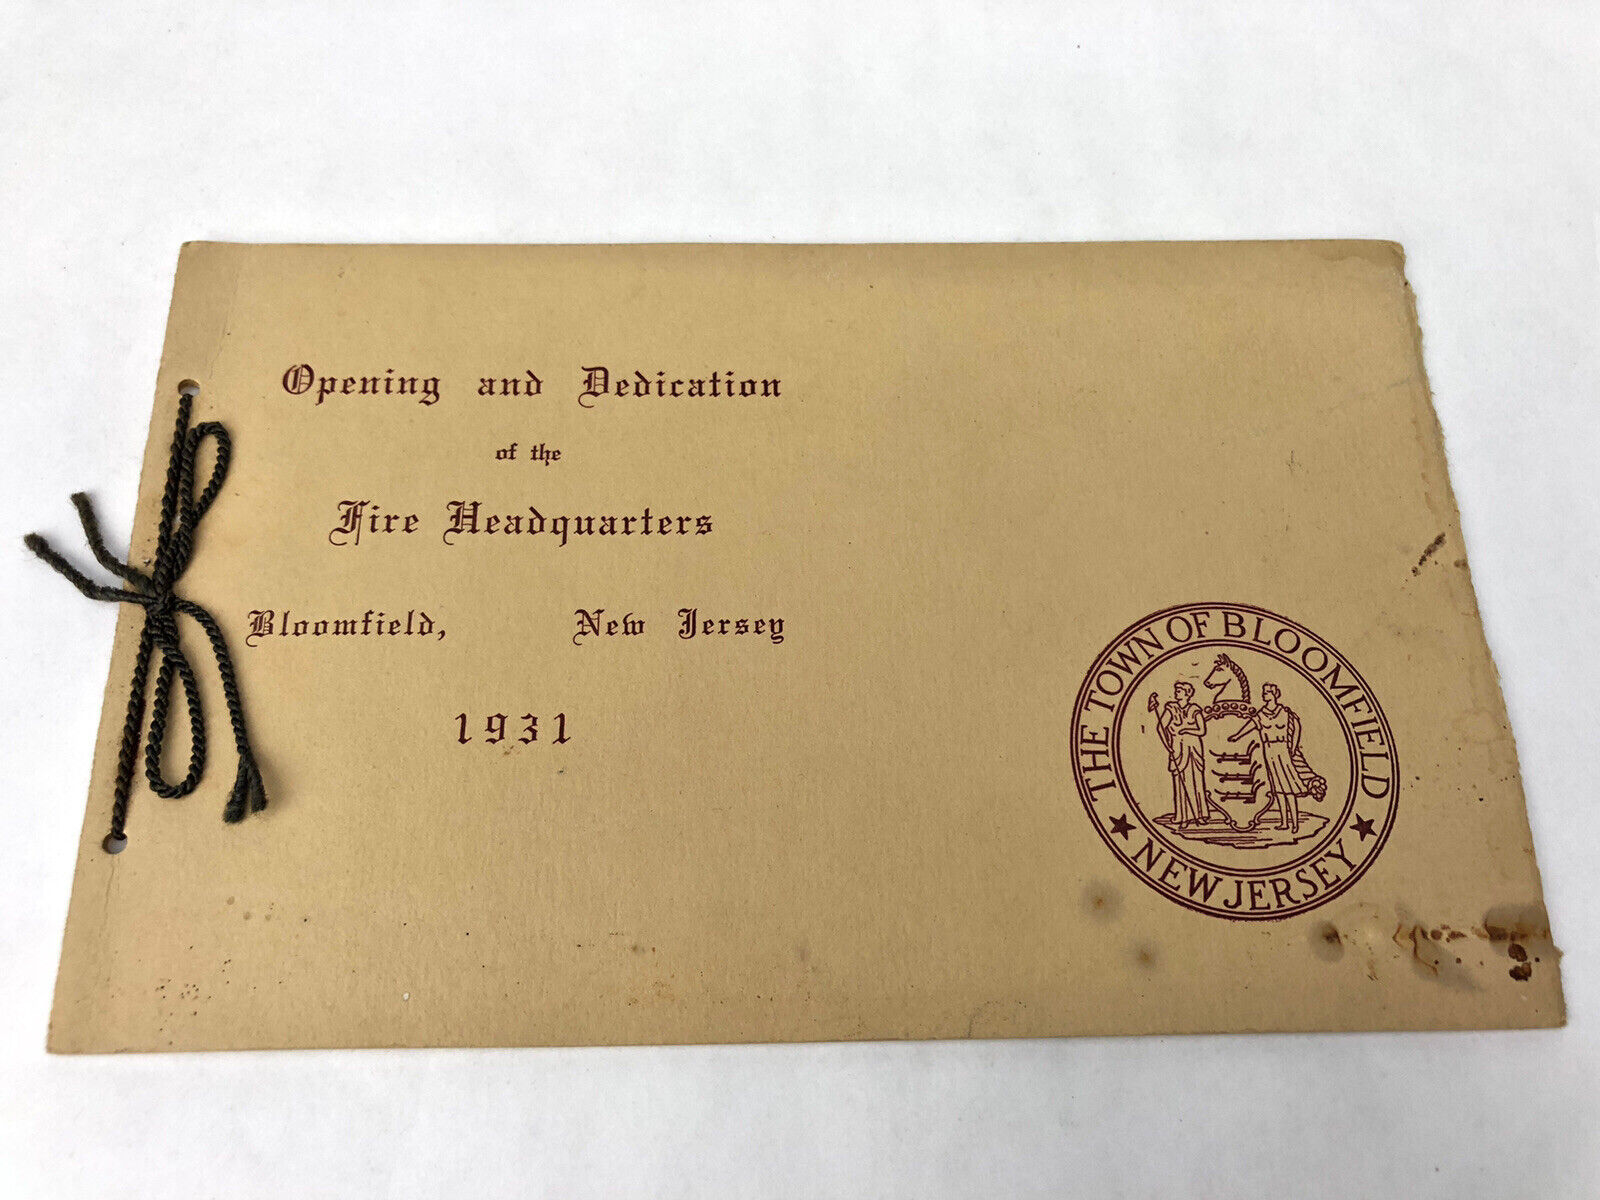 Opening and Dedication
of the
Fire Headquarters
Bloomfield, New Jersey
1931
THE TOWN OF BLOOMFIELD
★ NEW JERSEY ★